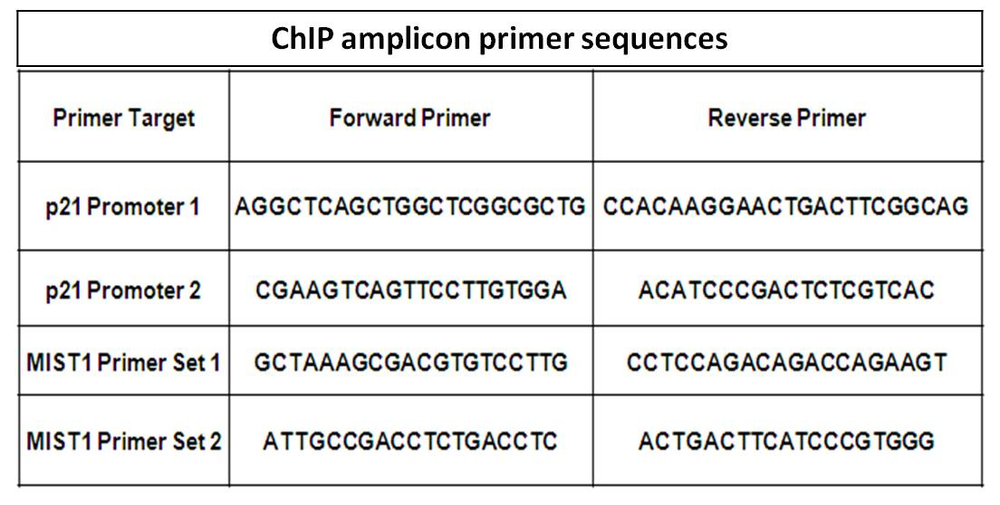 ChIP amplicon primer sequences
Primer Target Forward Primer Reverse Primer
p21 Promoter 1 AGGCTCAGCTGGCTCGGCGCTG CCACAAGGAACTGACTTCGGCAG
p21 Promoter 2 CGAAGTCAGTTCCTTGTGGA ACATCCCGACTCTCGTCAC
MIST1 Primer Set 1 GCTAAAGCGACGTGTCCTTG CCTCCAGACAGACCAGAAGT
MIST1 Primer Set 2 ATTGCCGACCTCTGACCTC ACTGACTTCATCCCGTGGG